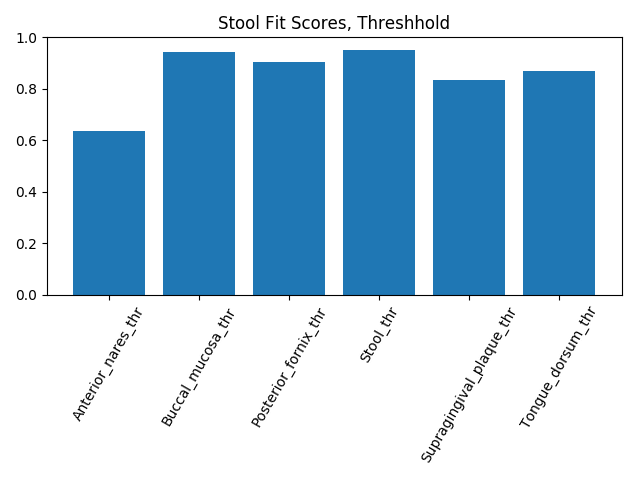 Stool Fit Scores, Threshhold
1.0
0.8
0.6
0.4
0.2
0.0
Anterior_nares_thr
Buccal_mucosa_thr
Posterior_fornix_thr
Stool_thr
Supragingival_plaque_thr
Tongue_dorsum_thr